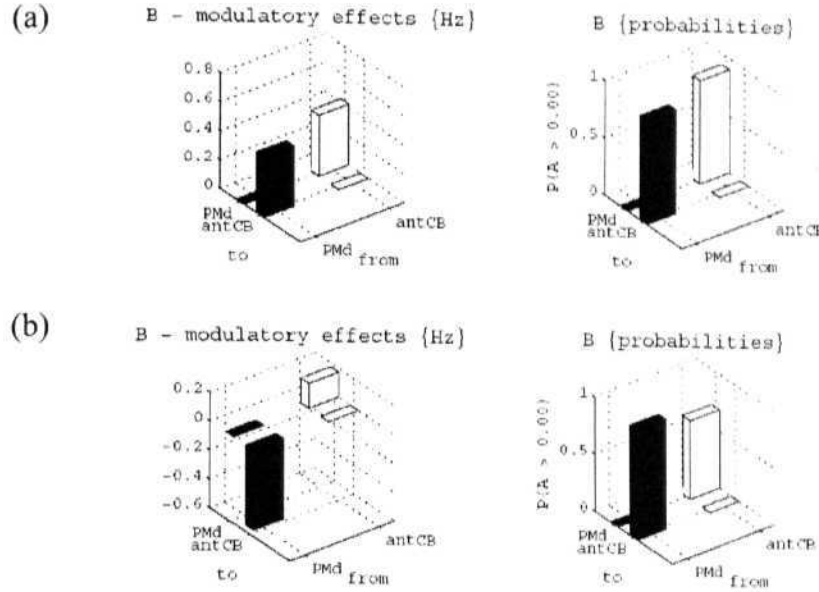 (a)
B - modulatory effects {Hz}
0.8
0.6
0.4
0.2
0
PMd
antCB
to
PMd
from
antCB
B {probabilities}
P(A > 0.00)
1
0.5
0
PMd
antCB
to
PMd
from
antCB
(b)
B - modulatory effects {Hz}
0.2
0
-0.2
-0.4
-0.6
PMd
antCB
to
PMd
from
antCB
B {probabilities}
P(A > 0.00)
1
0.5
0
PMd
antCB
to
PMd
from
antCB